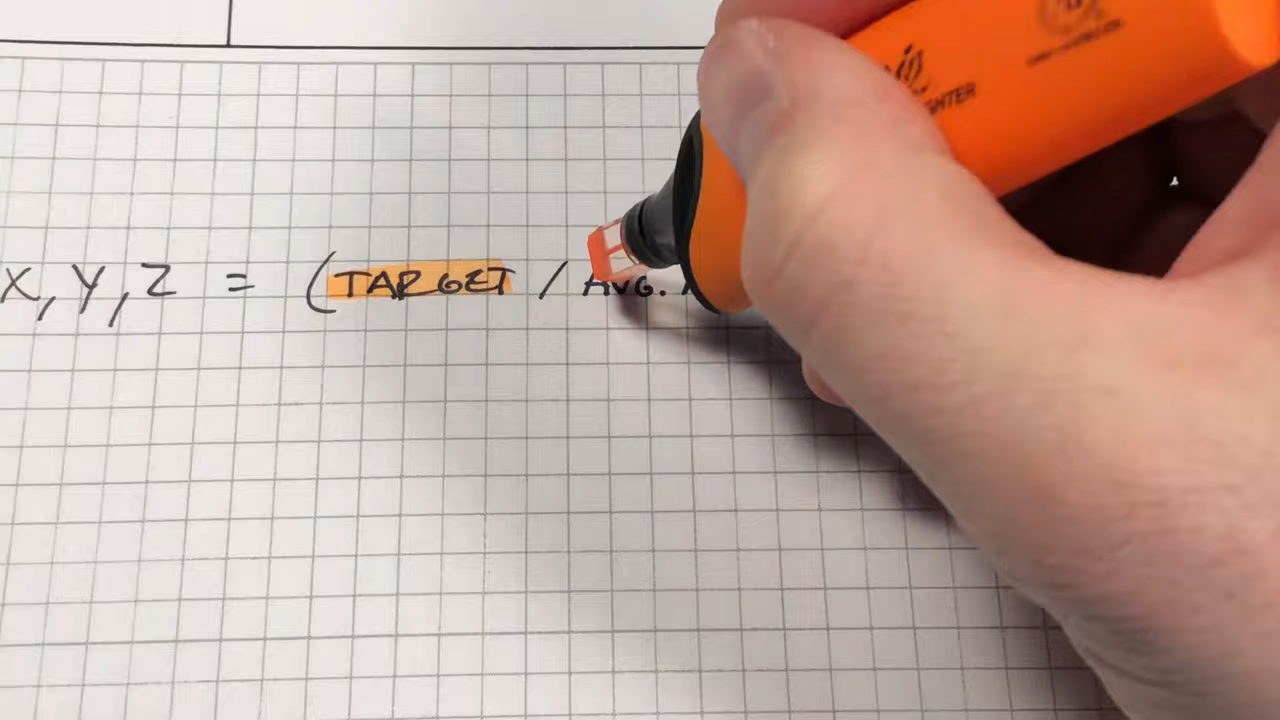 X, Y, Z = (TARGET / AVG.